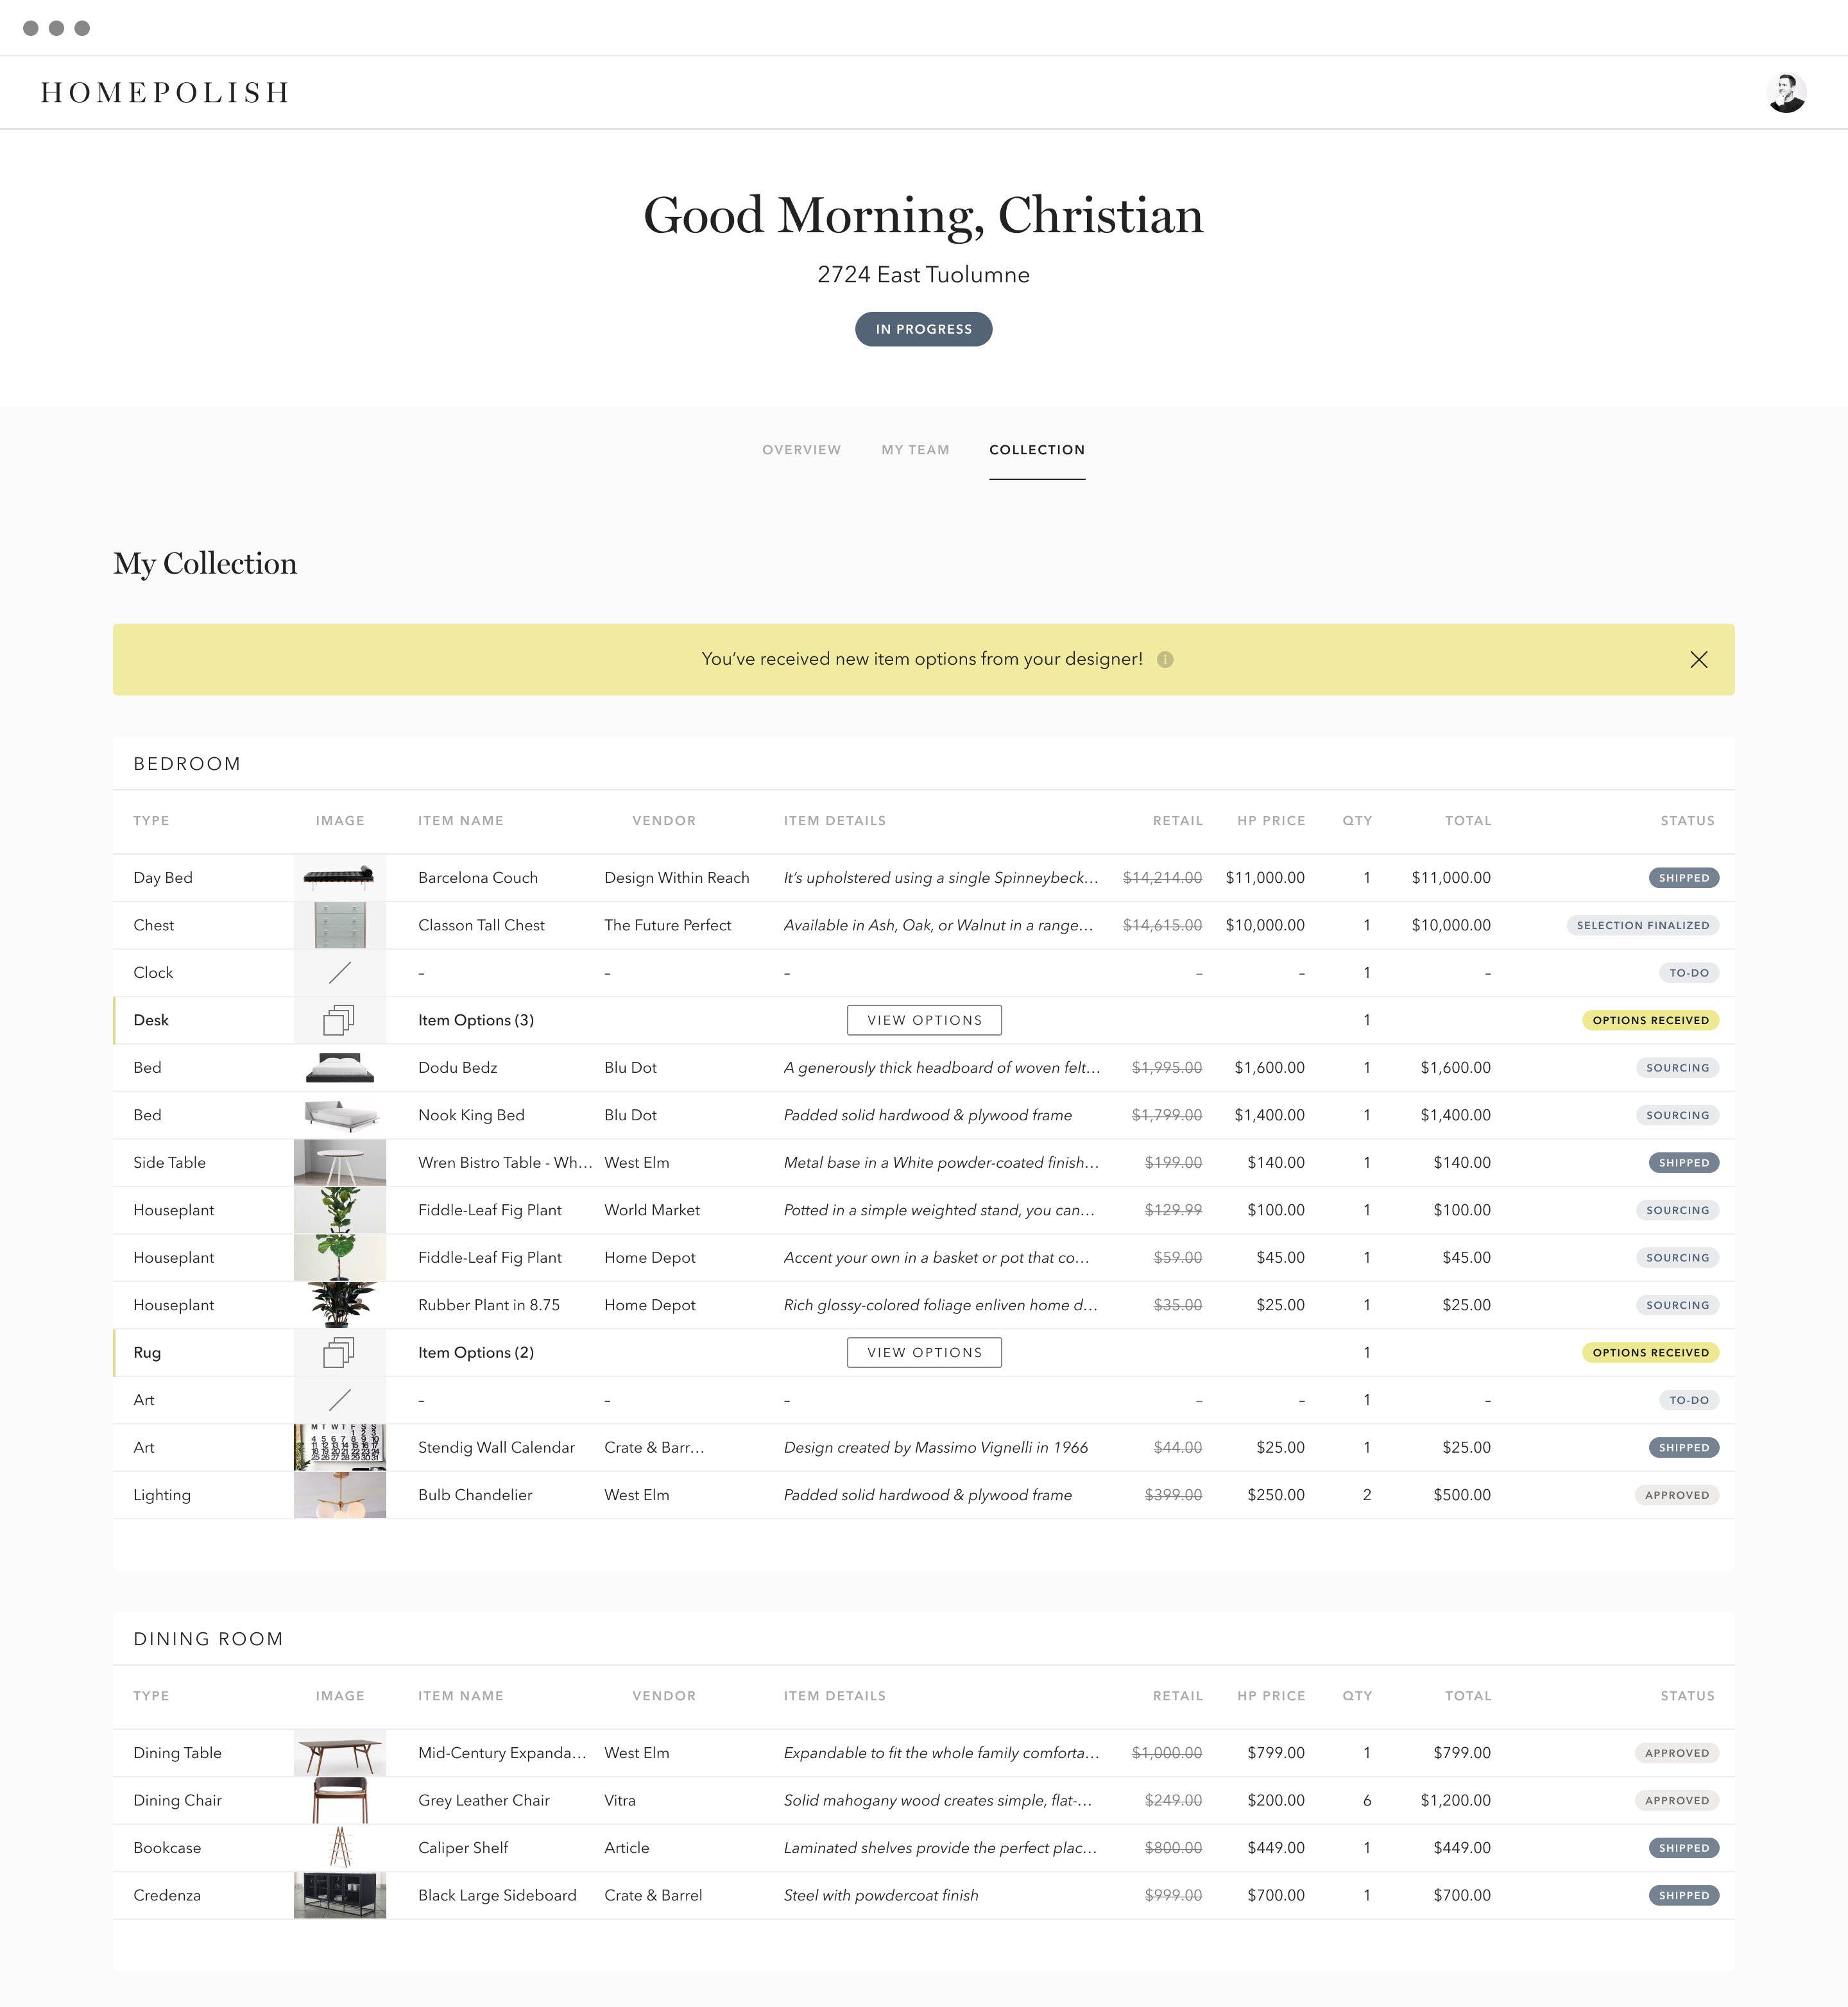 HOMEPOLISH
Good Morning, Christian
2724 East Tuolumne
IN PROGRESS
OVERVIEW MY TEAM COLLECTION
My Collection
You’ve received new item options from your designer! i
BEDROOM
TYPE IMAGE ITEM NAME VENDOR ITEM DETAILS RETAIL HP PRICE QTY TOTAL STATUS
Day Bed Barcelona Couch Design Within Reach It’s upholstered using a single Spinneybeck… $14,214.00 $11,000.00 1 $11,000.00 SHIPPED
Chest Classon Tall Chest The Future Perfect Available in Ash, Oak, or Walnut in a range… $14,615.00 $10,000.00 1 $10,000.00 SELECTION FINALIZED
Clock – – – – – 1 – TO-DO
Desk Item Options (3) VIEW OPTIONS 1 OPTIONS RECEIVED
Bed Dodu Bedz Blu Dot A generously thick headboard of woven felt… $1,995.00 $1,600.00 1 $1,600.00 SOURCING
Bed Nook King Bed Blu Dot Padded solid hardwood & plywood frame $1,799.00 $1,400.00 1 $1,400.00 SOURCING
Side Table Wren Bistro Table - Wh… West Elm Metal base in a White powder-coated finish… $199.00 $140.00 1 $140.00 SHIPPED
Houseplant Fiddle-Leaf Fig Plant World Market Potted in a simple weighted stand, you can… $129.99 $100.00 1 $100.00 SOURCING
Houseplant Fiddle-Leaf Fig Plant Home Depot Accent your own in a basket or pot that co… $59.00 $45.00 1 $45.00 SOURCING
Houseplant Rubber Plant in 8.75 Home Depot Rich glossy-colored foliage enliven home d… $35.00 $25.00 1 $25.00 SOURCING
Rug Item Options (2) VIEW OPTIONS 1 OPTIONS RECEIVED
Art – – – – – 1 – TO-DO
Art Stendig Wall Calendar Crate & Barr… Design created by Massimo Vignelli in 1966 $44.00 $25.00 1 $25.00 SHIPPED
Lighting Bulb Chandelier West Elm Padded solid hardwood & plywood frame $399.00 $250.00 2 $500.00 APPROVED
DINING ROOM
TYPE IMAGE ITEM NAME VENDOR ITEM DETAILS RETAIL HP PRICE QTY TOTAL STATUS
Dining Table Mid-Century Expanda… West Elm Expandable to fit the whole family comforta… $1,000.00 $799.00 1 $799.00 APPROVED
Dining Chair Grey Leather Chair Vitra Solid mahogany wood creates simple, flat-… $249.00 $200.00 6 $1,200.00 APPROVED
Bookcase Caliper Shelf Article Laminated shelves provide the perfect plac… $800.00 $449.00 1 $449.00 SHIPPED
Credenza Black Large Sideboard Crate & Barrel Steel with powdercoat finish $999.00 $700.00 1 $700.00 SHIPPED